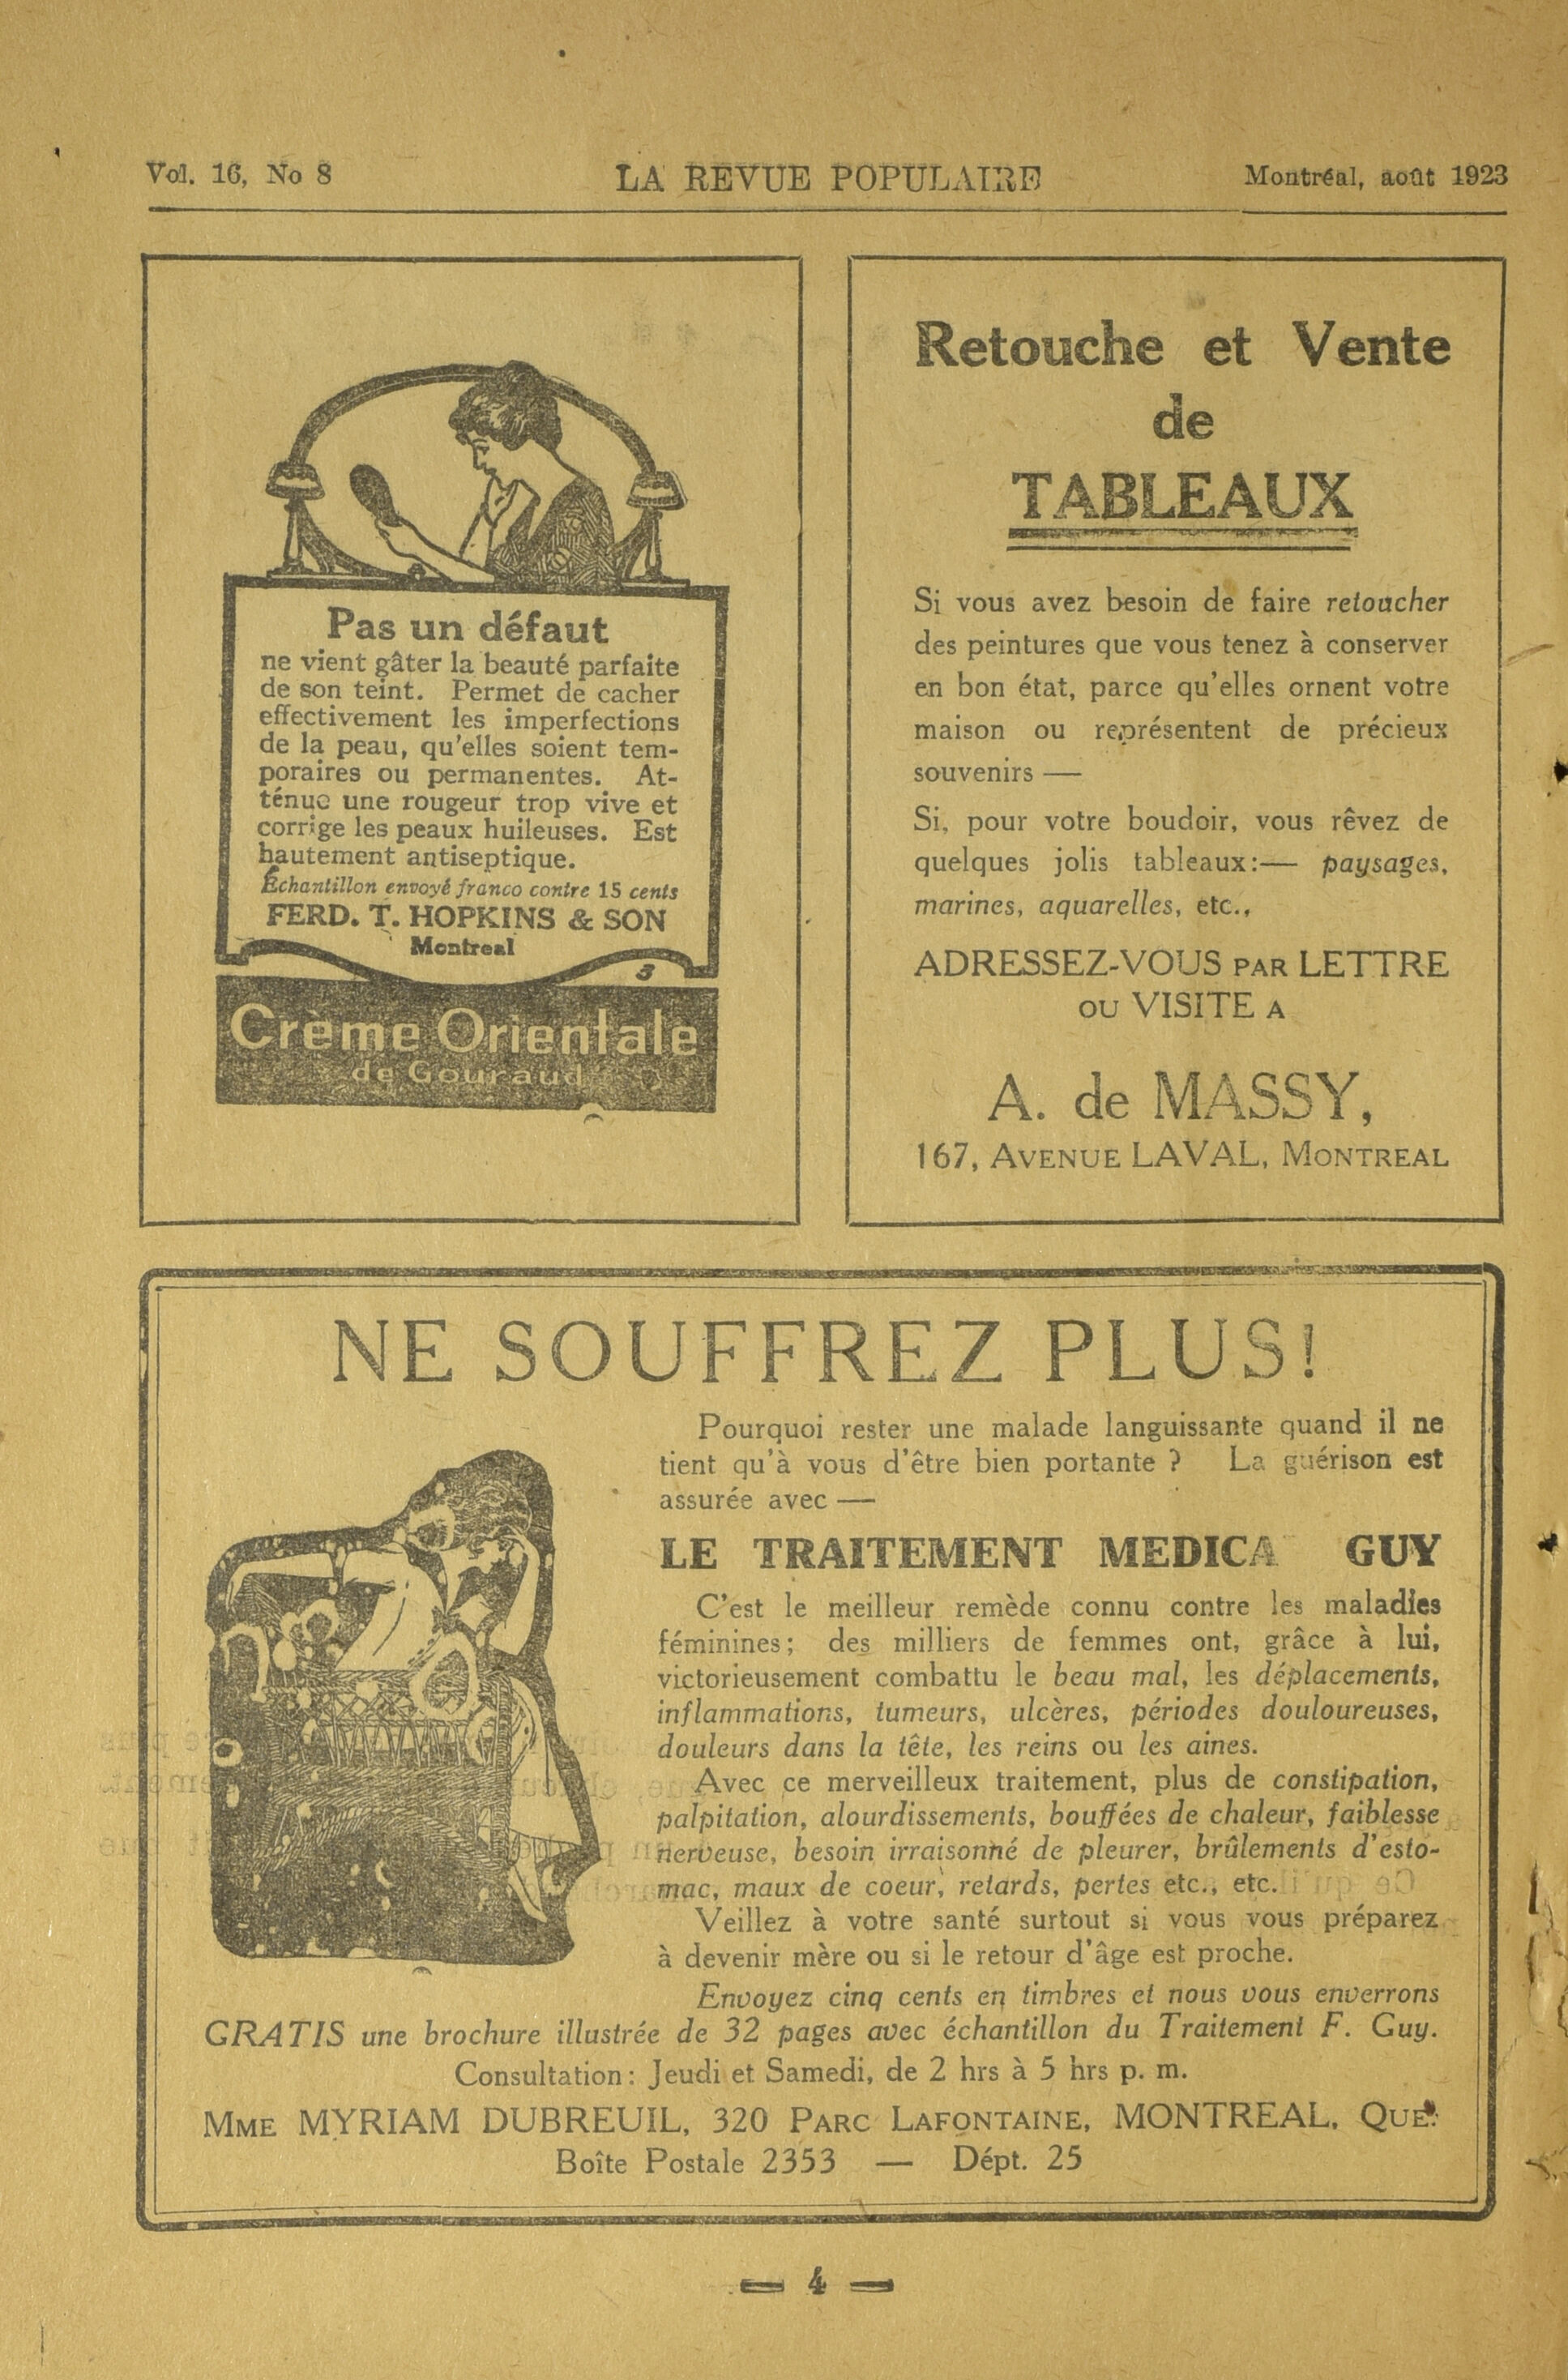 Vol. 16, No 8
LA REVUE POPULAIRE
Montréal, août 1923
Pas un défaut
ne vient gâter la beauté parfaite
de son teint. Permet de cacher
effectivement les imperfections
de la peau, qu'elles soient tem-
poraires ou permanentes. At-
ténue une rougeur trop vive et
corrige les peaux huileuses. Est
hautement antiseptique.
Échantillon envoyé franco contre 15 cents
FERD. T. HOPKINS & SON
Montreal
3
Crème Orientale
de Gouraud
Retouche et Vente
de
TABLEAUX
Si vous avez besoin de faire retoucher
des peintures que vous tenez à conserver
en bon état, parce qu'elles ornent votre
maison ou représentent de précieux
souvenirs —
Si, pour votre boudoir, vous rêvez de
quelques jolis tableaux:— paysages,
marines, aquarelles, etc.,
ADRESSEZ-VOUS PAR LETTRE
OU VISITE A
A. de MASSY,
167, AVENUE LAVAL, MONTREAL
NE SOUFFREZ PLUS!
Pourquoi rester une malade languissante quand il ne
tient qu'à vous d'être bien portante ? La guérison est
assurée avec —
LE TRAITEMENT MEDICA GUY
C'est le meilleur remède connu contre les maladies
féminines; des milliers de femmes ont, grâce à lui,
victorieusement combattu le beau mal, les déplacements,
inflammations, tumeurs, ulcères, périodes douloureuses,
douleurs dans la tête, les reins ou les aines.
Avec ce merveilleux traitement, plus de constipation,
palpitation, alourdissements, bouffées de chaleur, faiblesse
nerveuse, besoin irraisonné de pleurer, brûlements d'esto-
mac, maux de coeur, retards, pertes etc., etc.
Veillez à votre santé surtout si vous vous préparez
à devenir mère ou si le retour d'âge est proche.
Envoyez cinq cents en timbres et nous vous enverrons
GRATIS une brochure illustrée de 32 pages avec échantillon du Traitement F. Guy.
Consultation: Jeudi et Samedi, de 2 hrs à 5 hrs p. m.
MME MYRIAM DUBREUIL, 320 PARC LAFONTAINE, MONTREAL, QUE.
Boîte Postale 2353 — Dépt. 25
— 4 —